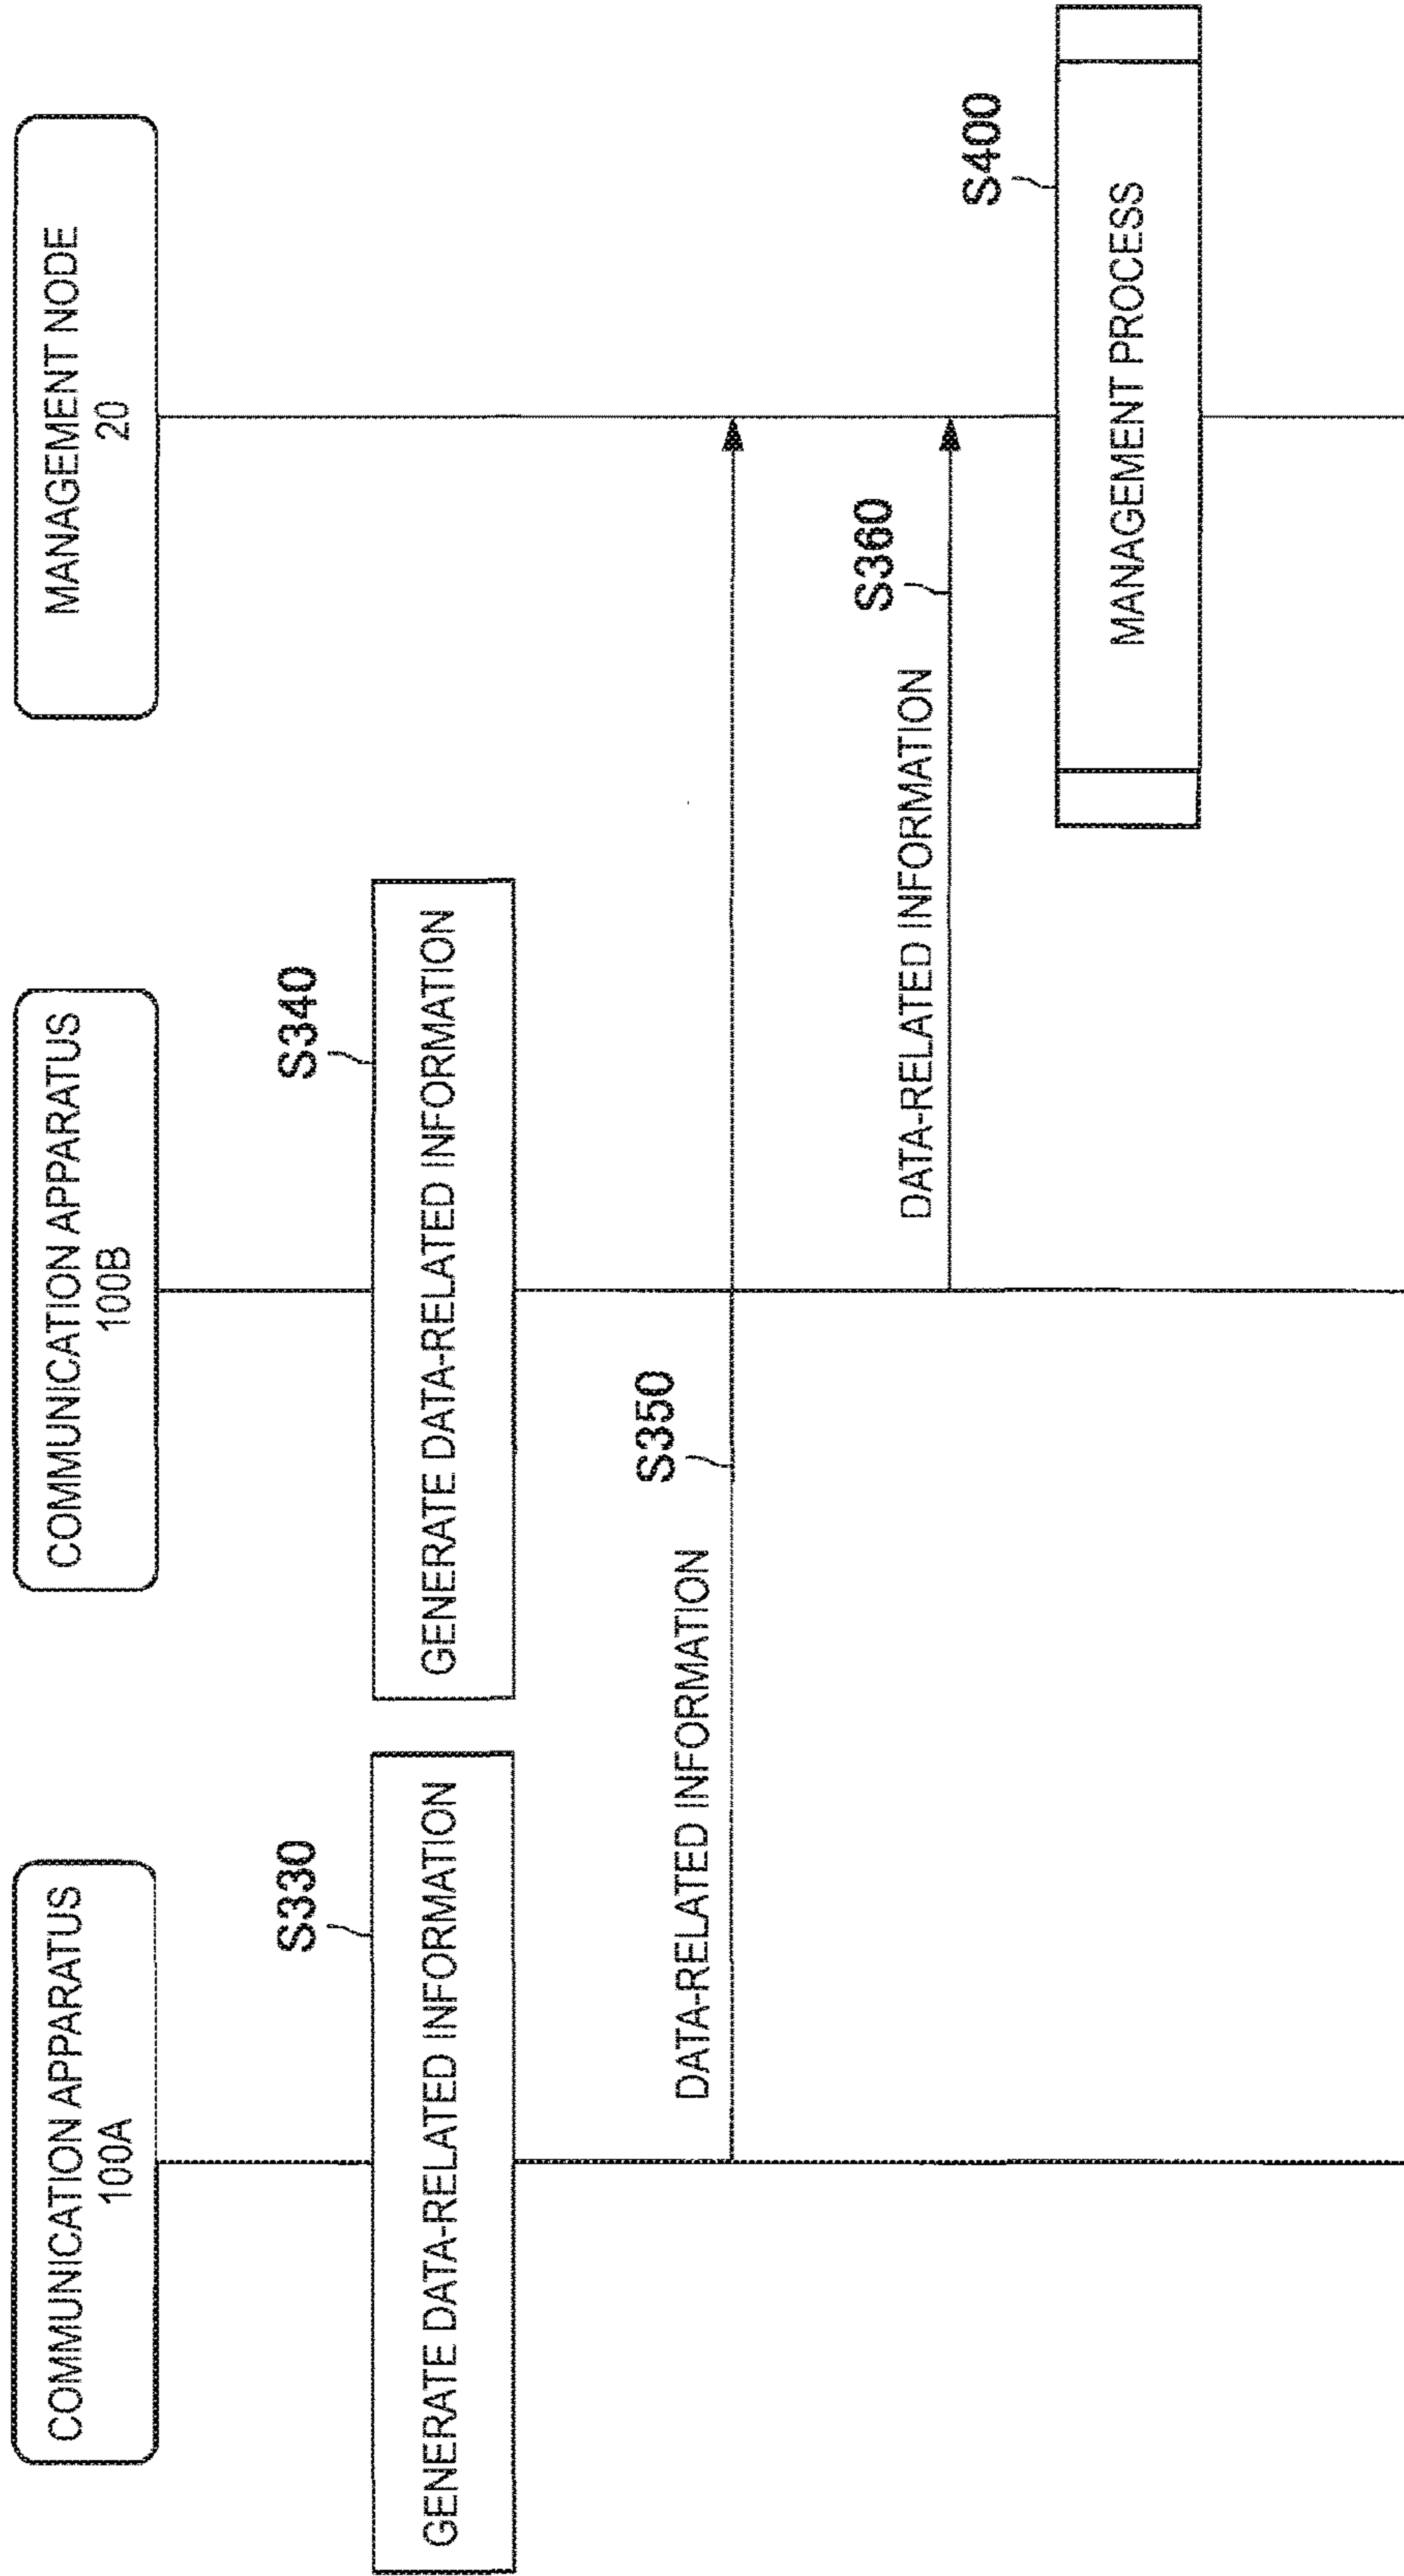 COMMUNICATION APPARATUS
100A
COMMUNICATION APPARATUS
100B
MANAGEMENT NODE
20
S330
GENERATE DATA-RELATED INFORMATION
S340
GENERATE DATA-RELATED INFORMATION
S350
DATA-RELATED INFORMATION
S360
DATA-RELATED INFORMATION
S400
MANAGEMENT PROCESS